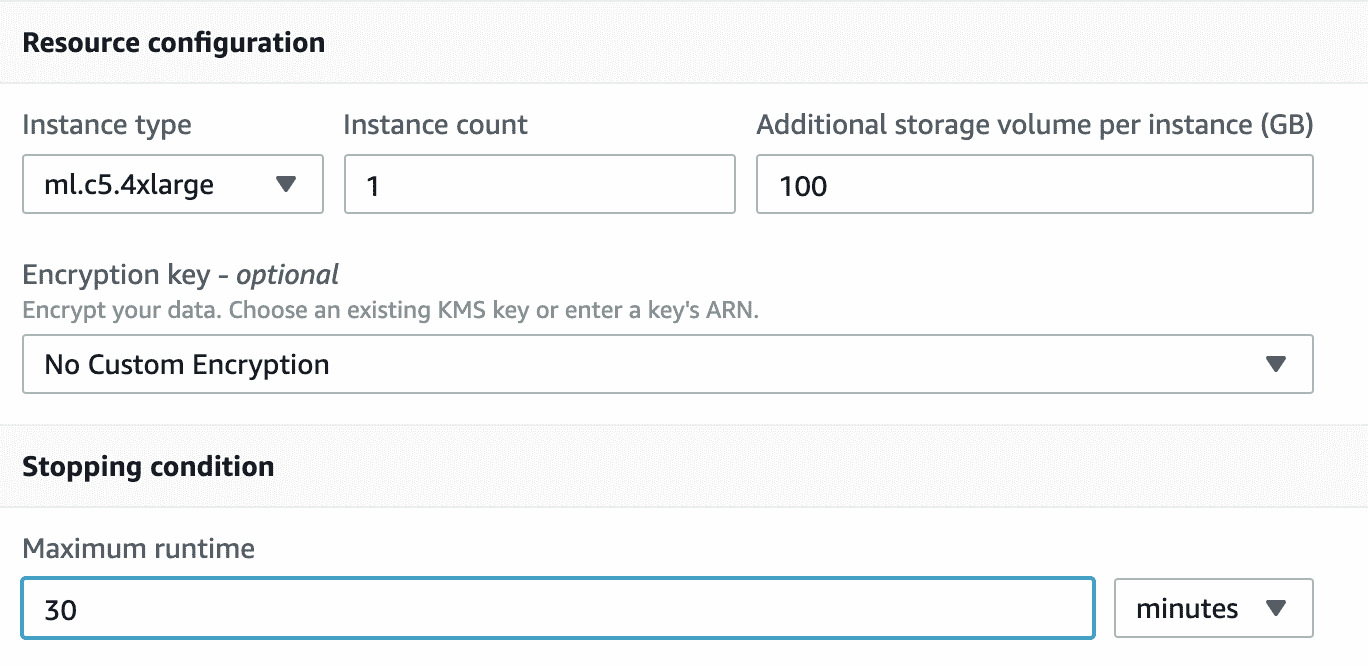 Resource configuration
Instance type Instance count Additional storage volume per instance (GB)
ml.c5.4xlarge 1 100
Encryption key - optional
Encrypt your data. Choose an existing KMS key or enter a key's ARN.
No Custom Encryption
Stopping condition
Maximum runtime
30 minutes